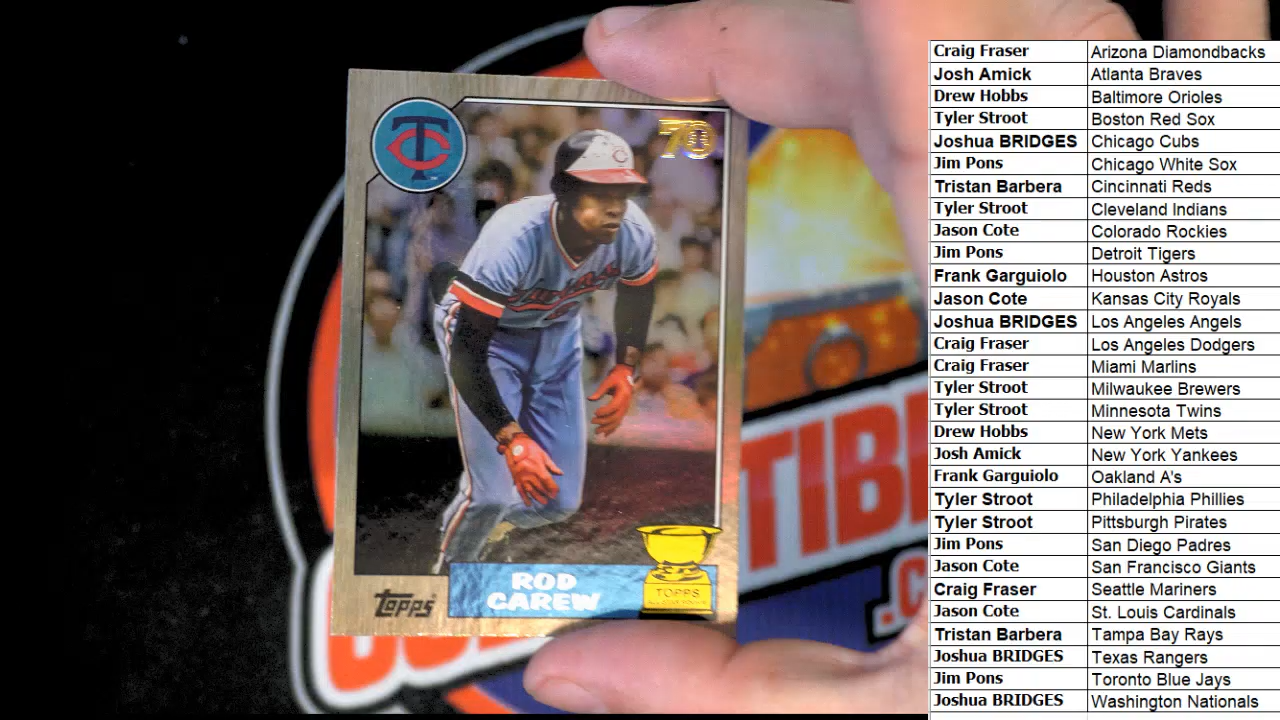 TC
70
ROD
CAREW
Topps
TOPPS
TIB
.C
Craig Fraser Arizona Diamondbacks
Josh Amick Atlanta Braves
Drew Hobbs Baltimore Orioles
Tyler Stroot Boston Red Sox
Joshua BRIDGES Chicago Cubs
Jim Pons Chicago White Sox
Tristan Barbera Cincinnati Reds
Tyler Stroot Cleveland Indians
Jason Cote Colorado Rockies
Jim Pons Detroit Tigers
Frank Garguiolo Houston Astros
Jason Cote Kansas City Royals
Joshua BRIDGES Los Angeles Angels
Craig Fraser Los Angeles Dodgers
Craig Fraser Miami Marlins
Tyler Stroot Milwaukee Brewers
Tyler Stroot Minnesota Twins
Drew Hobbs New York Mets
Josh Amick New York Yankees
Frank Garguiolo Oakland A's
Tyler Stroot Philadelphia Phillies
Tyler Stroot Pittsburgh Pirates
Jim Pons San Diego Padres
Jason Cote San Francisco Giants
Craig Fraser Seattle Mariners
Jason Cote St. Louis Cardinals
Tristan Barbera Tampa Bay Rays
Joshua BRIDGES Texas Rangers
Jim Pons Toronto Blue Jays
Joshua BRIDGES Washington Nationals